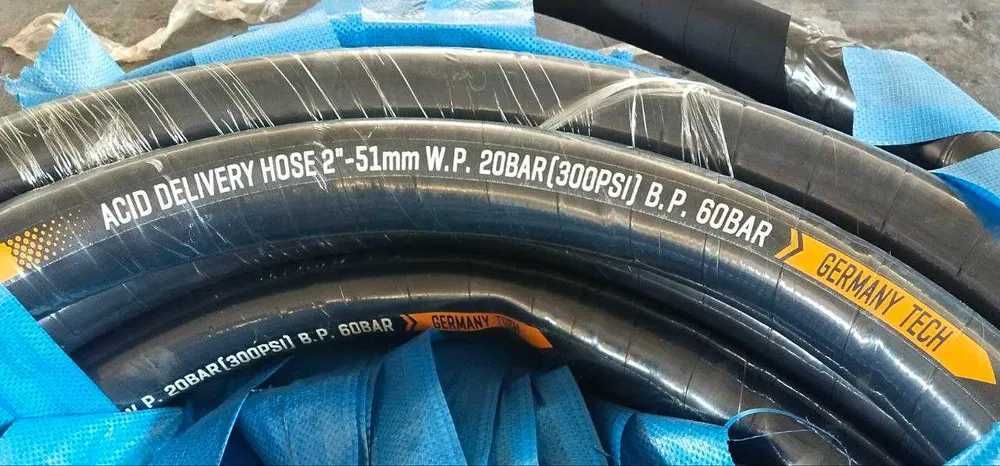 ACID DELIVERY HOSE 2"-51mm W.P. 20BAR(300PSI) B.P. 60BAR GERMANY TECH
W.P. 20BAR(300PSI) B.P. 60BAR GERMANY TECH